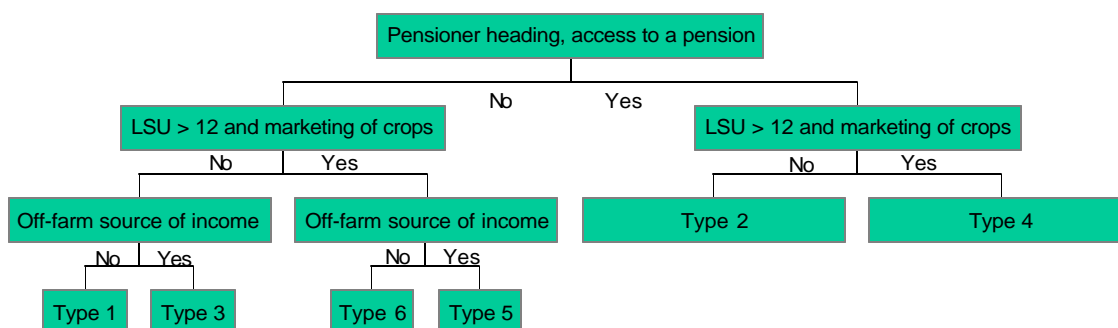 Pensioner heading, access to a pension
No Yes
LSU > 12 and marketing of crops LSU > 12 and marketing of crops
No Yes No Yes
Off-farm source of income Off-farm source of income Type 2 Type 4
No Yes No Yes
Type 1 Type 3 Type 6 Type 5